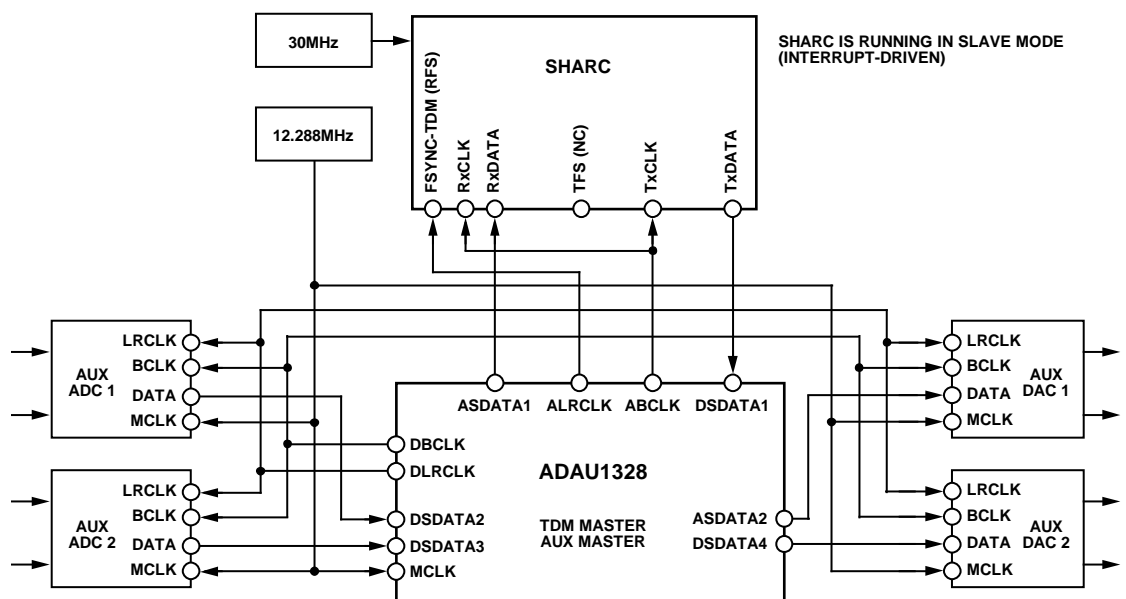 30MHz
SHARC
SHARC IS RUNNING IN SLAVE MODE
(INTERRUPT-DRIVEN)
12.288MHz
FSYNC-TDM (RFS)
RxCLK
RxDATA
TFS (NC)
TxCLK
TxDATA
AUX
ADC 1
LRCLK
BCLK
DATA
MCLK
AUX
ADC 2
LRCLK
BCLK
DATA
MCLK
ASDATA1
ALRCLK
ABCLK
DSDATA1
DBCLK
DLRCLK
DSDATA2
DSDATA3
MCLK
ADAU1328
TDM MASTER
AUX MASTER
ASDATA2
DSDATA4
LRCLK
BCLK
DATA
MCLK
AUX
DAC 1
LRCLK
BCLK
DATA
MCLK
AUX
DAC 2